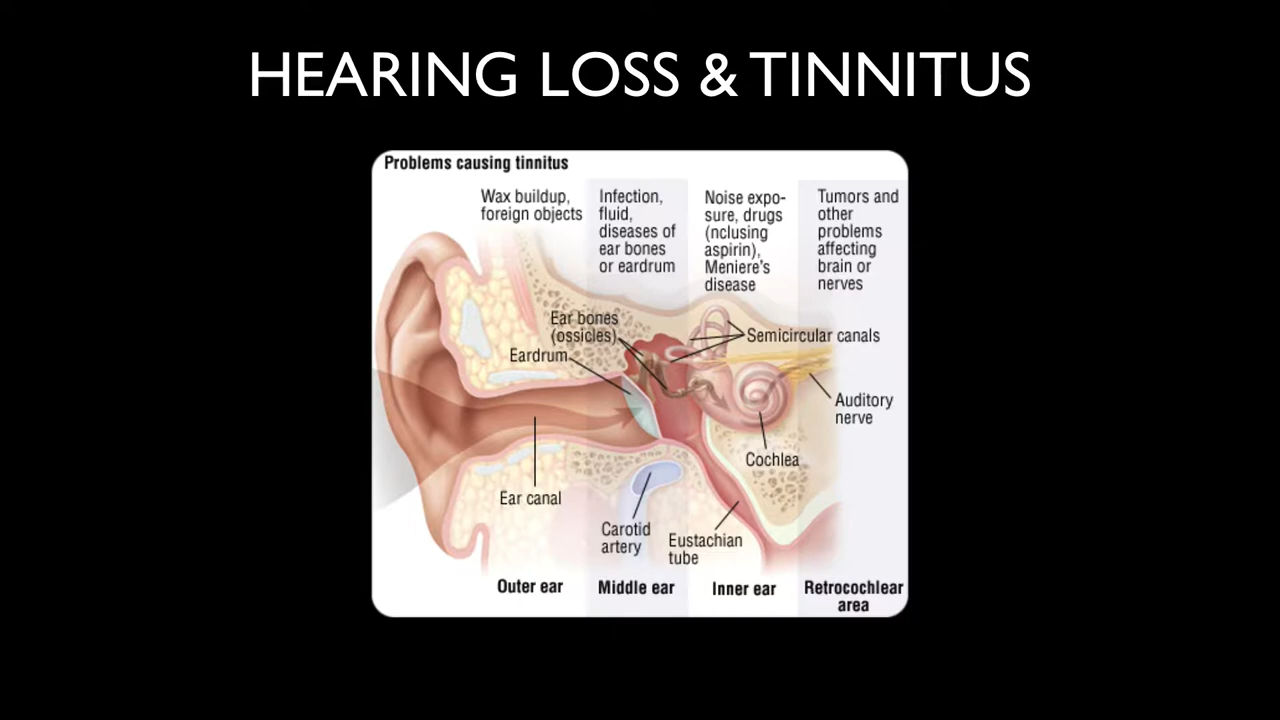 HEARING LOSS & TINNITUS
Problems causing tinnitus
Wax buildup,
foreign objects
Infection,
fluid,
diseases of
ear bones
or eardrum
Noise expo-
sure, drugs
(nclusing
aspirin),
Meniere's
disease
Tumors and
other
problems
affecting
brain or
nerves
Ear bones
(ossicles)
Eardrum
Semicircular canals
Auditory
nerve
Cochlea
Ear canal
Carotid
artery
Eustachian
tube
Outer ear
Middle ear
Inner ear
Retrocochlear
area